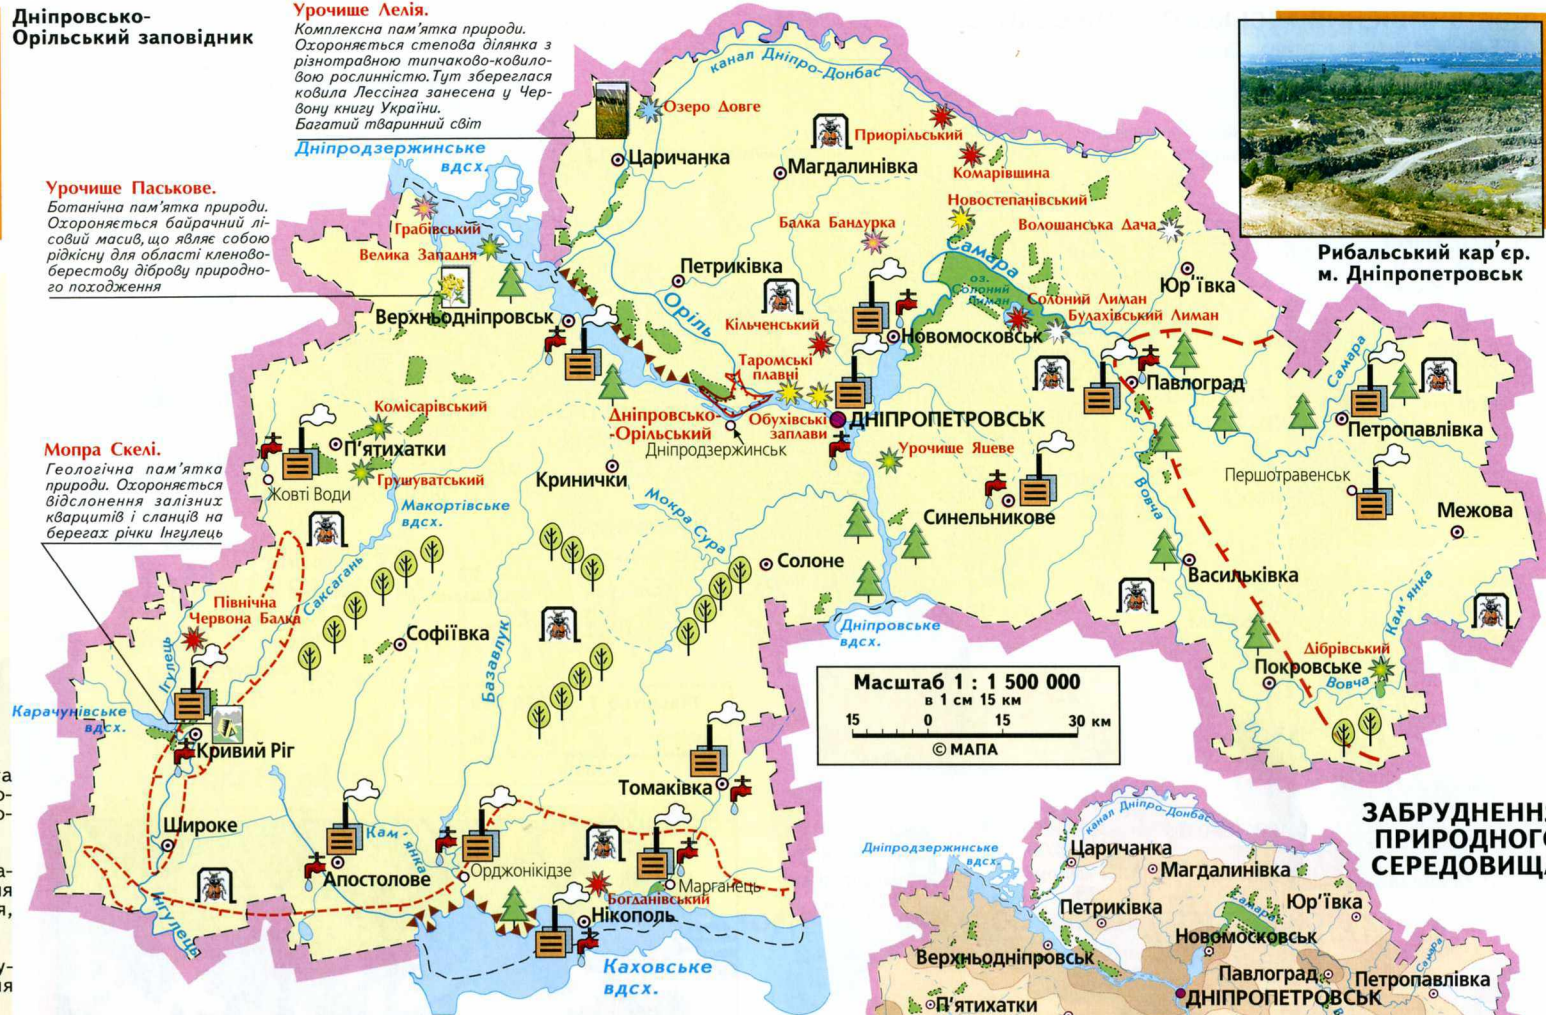 Дніпровсько-
Орільський заповідник
Урочище Лелія.
Комплексна пам'ятка природи.
Охороняється степова ділянка з
різнотравною типчаково-ковило-
вою рослинністю. Тут збереглася
ковила Лессінга занесена у Чер-
вону книгу України.
Багатий тваринний світ
Урочище Паськове.
Ботанічна пам'ятка природи.
Охороняється байрачний лі-
совий масив, що являє собою
рідкісну для області кленово-
берестову діброву природно-
го походження
Мопра Скелі.
Геологічна пам'ятка
природи. Охороняється
відслонення залізних
кварцитів і сланців на
берегах річки Інгулець
Рибальський кар'єр.
м. Дніпропетровськ
канал Дніпро-Донбас
Озеро Довге
Приорільський
Дніпродзержинське
вдсх.
Царичанка
Магдалинівка
Комарівщина
Новостепанівський
Грабівський
Балка Бандурка
Волошанська Дача
Велика Западня
Самара
Петриківка
оз.
Солоний
Лиман
Юр'ївка
Верхньодніпровськ
Оріль
Кільченський
Солоний Лиман
Булахівський Лиман
Новомосковськ
Самара
Таромські
плавні
Павлоград
Комісарівський
Дніпровсько-
-Орільський
Обухівські
заплави
ДНІПРОПЕТРОВСЬК
Петропавлівка
П'ятихатки
Дніпродзержинськ
Урочище Яцеве
Грушуватський
Кринички
Першотравенськ
Жовті Води
Макортівське
вдсх.
Мокра Сура
Синельникове
Вовча
Межова
Солоне
Васильківка
Саксагань
Північна
Червона Балка
Софіївка
Базавлук
Дніпровське
вдсх.
Кам'янка
Дібрівський
Інгулець
Покровське
Вовча
Масштаб 1 : 1 500 000
в 1 см 15 км
15 0 15 30 км
© МАПА
Карачунівське
вдсх.
Кривий Ріг
Томаківка
Широке
Кам'-
янка
Апостолове
Орджонікідзе
Марганець
Богданівський
Інгулець
Нікополь
Каховське
вдсх.
ЗАБРУДНЕННЯ
ПРИРОДНОГО
СЕРЕДОВИЩА
канал Дніпро-Донбас
Дніпродзержинське
вдсх.
Царичанка
Магдалинівка
Петриківка
Самара
Юр'ївка
Новомосковськ
Верхньодніпровськ
Павлоград
Самара
Петропавлівка
П'ятихатки
ДНІПРОПЕТРОВСЬК